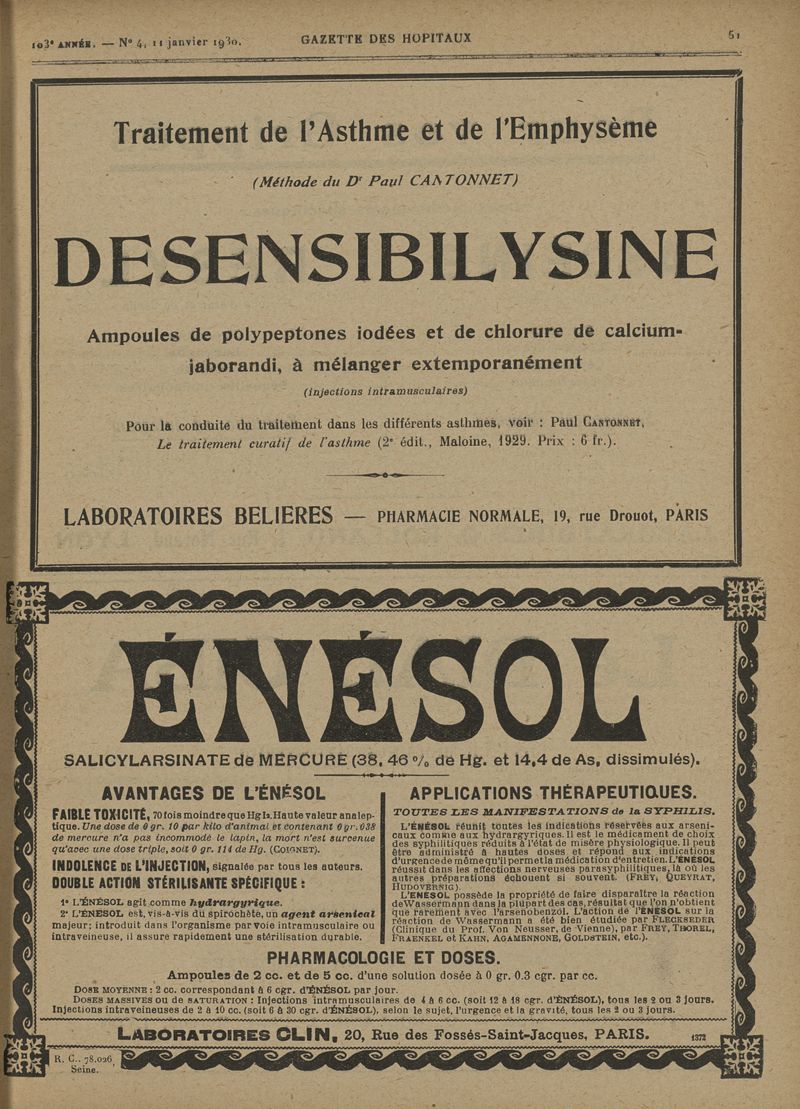 103e ANNÉE. — N° 4, 11 janvier 1930.
GAZETTE DES HOPITAUX
51
Traitement de l'Asthme et de l'Emphysème
(Méthode du Dr Paul CANTONNET)
DESENSIBILYSINE
Ampoules de polypeptones iodées et de chlorure de calcium-
jaborandi, à mélanger extemporanément
(injections intramusculaires)
Pour la conduite du traitement dans les différents asthmes, voir : Paul CANTONNET,
Le traitement curatif de l'asthme (2e édit., Maloine, 1929. Prix : 6 fr.).
LABORATOIRES BELIERES — PHARMACIE NORMALE, 19, rue Drouot, PARIS
ÉNÉSOL
SALICYLARSINATE de MERCURE (38, 46 % de Hg. et 14,4 de As, dissimulés).
AVANTAGES DE L'ÉNÉSOL
FAIBLE TOXICITÉ, 70 fois moindre que Hg I2. Haute valeur analep-
tique. Une dose de 0 gr. 10 par kilo d'animal et contenant 0 gr. 038
de mercure n'a pas incommodé le lapin, la mort n'est survenue
qu'avec une dose triple, soit 0 gr. 114 de Hg. (COIGNET).
INDOLENCE DE L'INJECTION, signalée par tous les auteurs.
DOUBLE ACTION STÉRILISANTE SPÉCIFIQUE :
1° L'ÉNÉSOL agit comme hydrargyrique.
2° L'ÉNÉSOL est, vis-à-vis du spirochète, un agent arsenical
majeur; introduit dans l'organisme par voie intramusculaire ou
intraveineuse, il assure rapidement une stérilisation durable.
APPLICATIONS THÉRAPEUTIQUES.
TOUTES LES MANIFESTATIONS de la SYPHILIS.
L'ÉNÉSOL réunit toutes les indications réservées aux arseni-
caux comme aux hydrargyriques. Il est le médicament de choix
des syphilitiques réduits à l'état de misère physiologique. Il peut
être administré à hautes doses et répond aux indications
d'urgence de même qu'il permet la médication d'entretien. L'ÉNÉSOL
réussit dans les affections nerveuses parasyphilitiques, là où les
autres préparations échouent si souvent. (FREY, QUEYRAT,
HUDOVERNIG).
L'ÉNÉSOL possède la propriété de faire disparaître la réaction
de Wassermann dans la plupart des cas, résultat que l'on n'obtient
que rarement avec l'arsenobenzol. L'action de l'ÉNÉSOL sur la
réaction de Wassermann a été bien étudiée par FLECKSEDER
(Clinique du Prof. Von Neusser, de Vienne), par FREY, THOREL,
FRAENKEL et KAHN, AGAMENNONE, GOLDSTEIN, etc.).
PHARMACOLOGIE ET DOSES.
Ampoules de 2 cc. et de 5 cc. d'une solution dosée à 0 gr. 0.3 cgr. par cc.
DOSE MOYENNE : 2 cc. correspondant à 6 cgr. d'ÉNÉSOL par jour.
DOSES MASSIVES ou de SATURATION : Injections intramusculaires de 4 à 6 cc. (soit 12 à 18 cgr. d'ÉNÉSOL), tous les 2 ou 3 jours.
Injections intraveineuses de 2 à 10 cc. (soit 6 à 30 cgr. d'ÉNÉSOL), selon le sujet, l'urgence et la gravité, tous les 2 ou 3 jours.
LABORATOIRES CLIN, 20, Rue des Fossés-Saint-Jacques, PARIS.
1372
R. C.. 78.026
Seine.